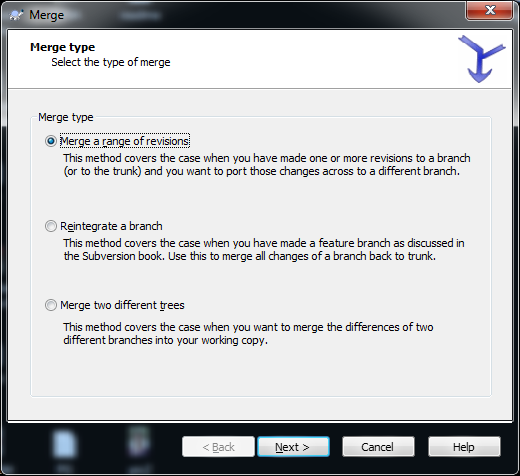 Merge
Merge type
Select the type of merge
Merge type
Merge a range of revisions
This method covers the case when you have made one or more revisions to a branch
(or to the trunk) and you want to port those changes across to a different branch.
Reintegrate a branch
This method covers the case when you have made a feature branch as discussed in
the Subversion book. Use this to merge all changes of a branch back to trunk.
Merge two different trees
This method covers the case when you want to merge the differences of two
different branches into your working copy.
< Back Next > Cancel Help